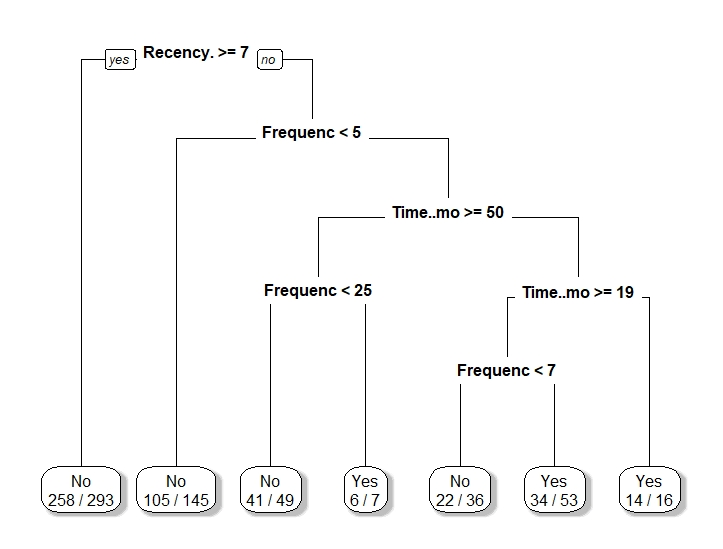 yes Recency. >= 7 no
Frequenc < 5
Time..mo >= 50
Frequenc < 25
Time..mo >= 19
Frequenc < 7
No
258 / 293
No
105 / 145
No
41 / 49
Yes
6 / 7
No
22 / 36
Yes
34 / 53
Yes
14 / 16